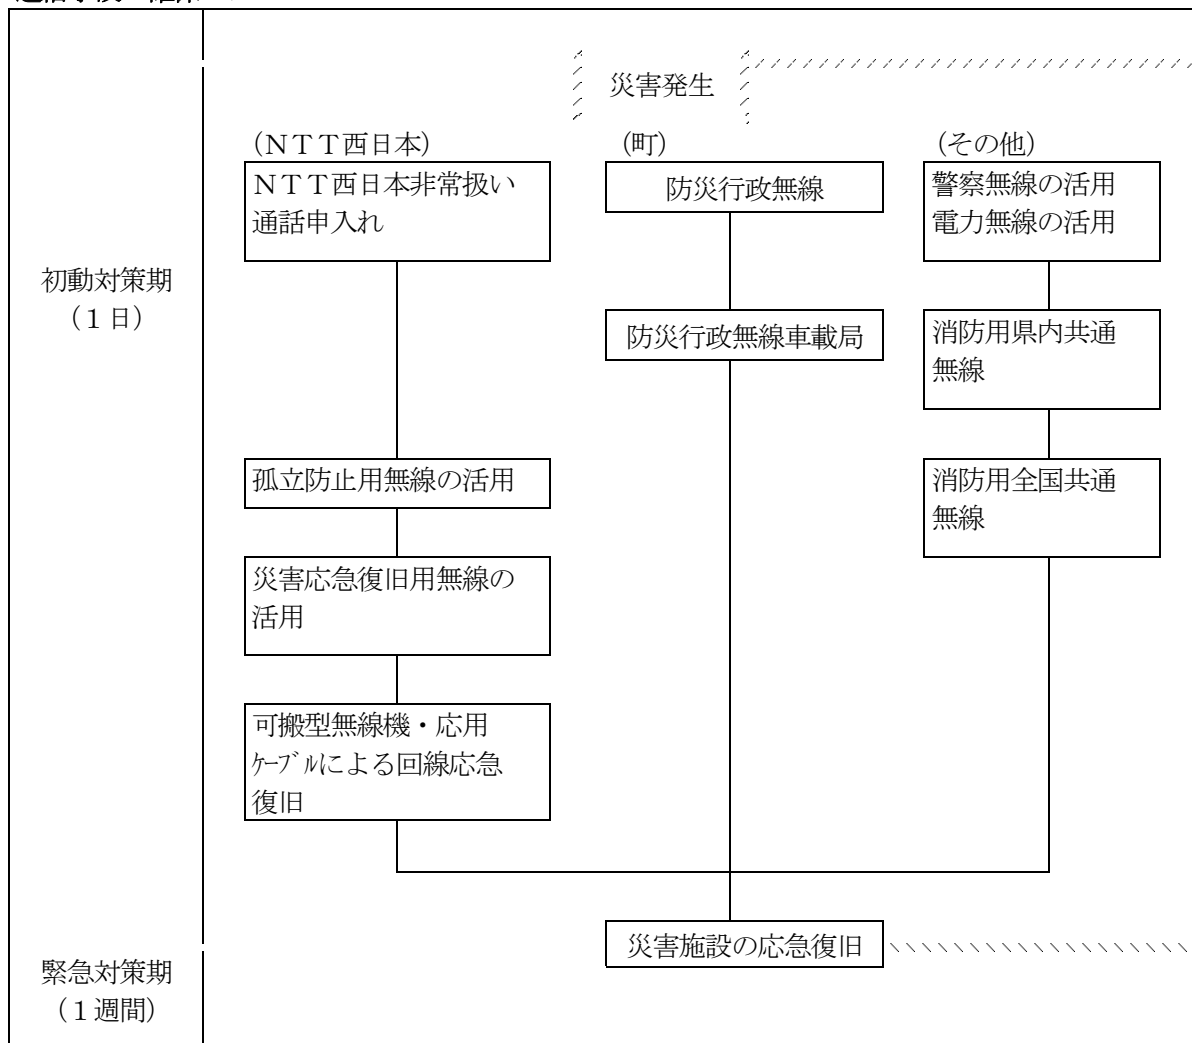 災害発生
(ＮＴＴ西日本)
ＮＴＴ西日本非常扱い
通話申入れ
(町)
防災行政無線
(その他)
警察無線の活用
電力無線の活用
初動対策期
(１日)
防災行政無線車載局
消防用県内共通
無線
孤立防止用無線の活用
消防用全国共通
無線
災害応急復旧用無線の
活用
可搬型無線機・応用
ｹｰﾌﾞﾙによる回線応急
復旧
災害施設の応急復旧
緊急対策期
(１週間)